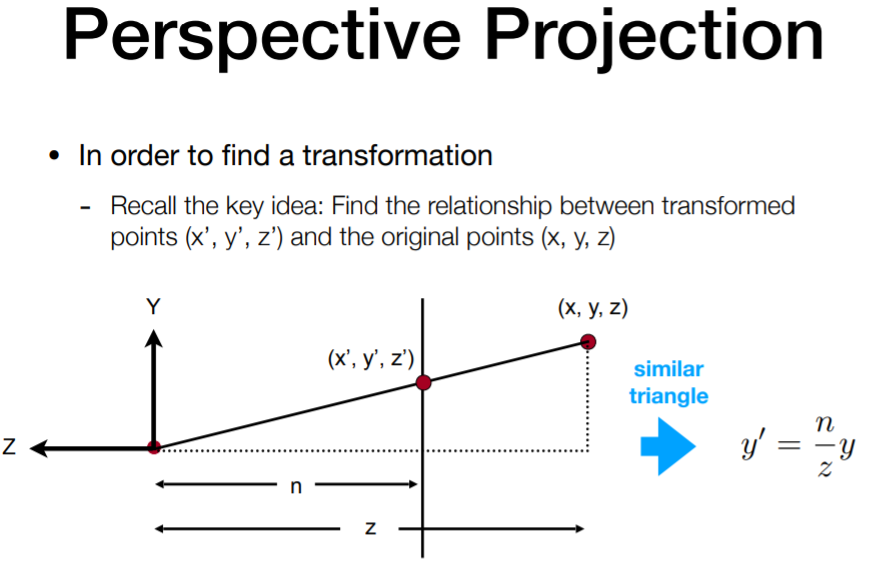 Perspective Projection
• In order to find a transformation
- Recall the key idea: Find the relationship between transformed
points (x’, y’, z’) and the original points (x, y, z)
Y
(x, y, z)
(x’, y’, z’)
similar
triangle
Z
y′ = n/z y
n
z